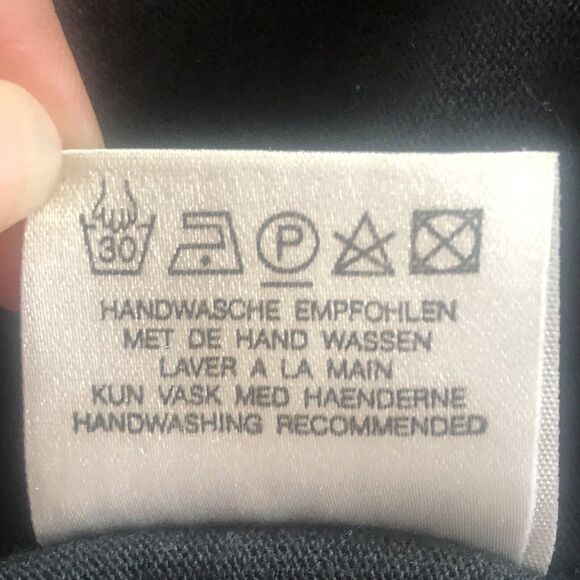 30 P
HANDWASCHE EMPFOHLEN
MET DE HAND WASSEN
LAVER A LA MAIN
KUN VASK MED HAENDERNE
HANDWASHING RECOMMENDED